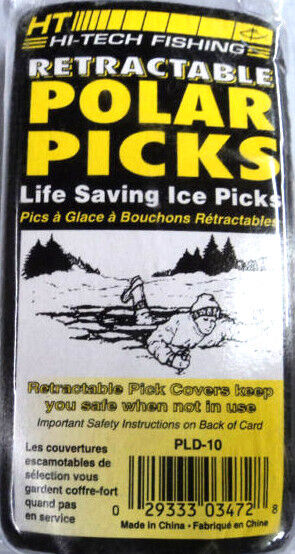 HT
HI-TECH FISHING
RETRACTABLE
POLAR
PICKS
Life Saving Ice Picks
Pics à Glace à Bouchons Rétractables
Retractable Pick Covers keep
you safe when not in use
Important Safety Instructions on Back of Card
Les couvertures
escamotables de
sélection vous
gardent coffre-fort
quand pas
en service
PLD-10
0 29333 03472 8
Made in China • Fabriqué en Chine